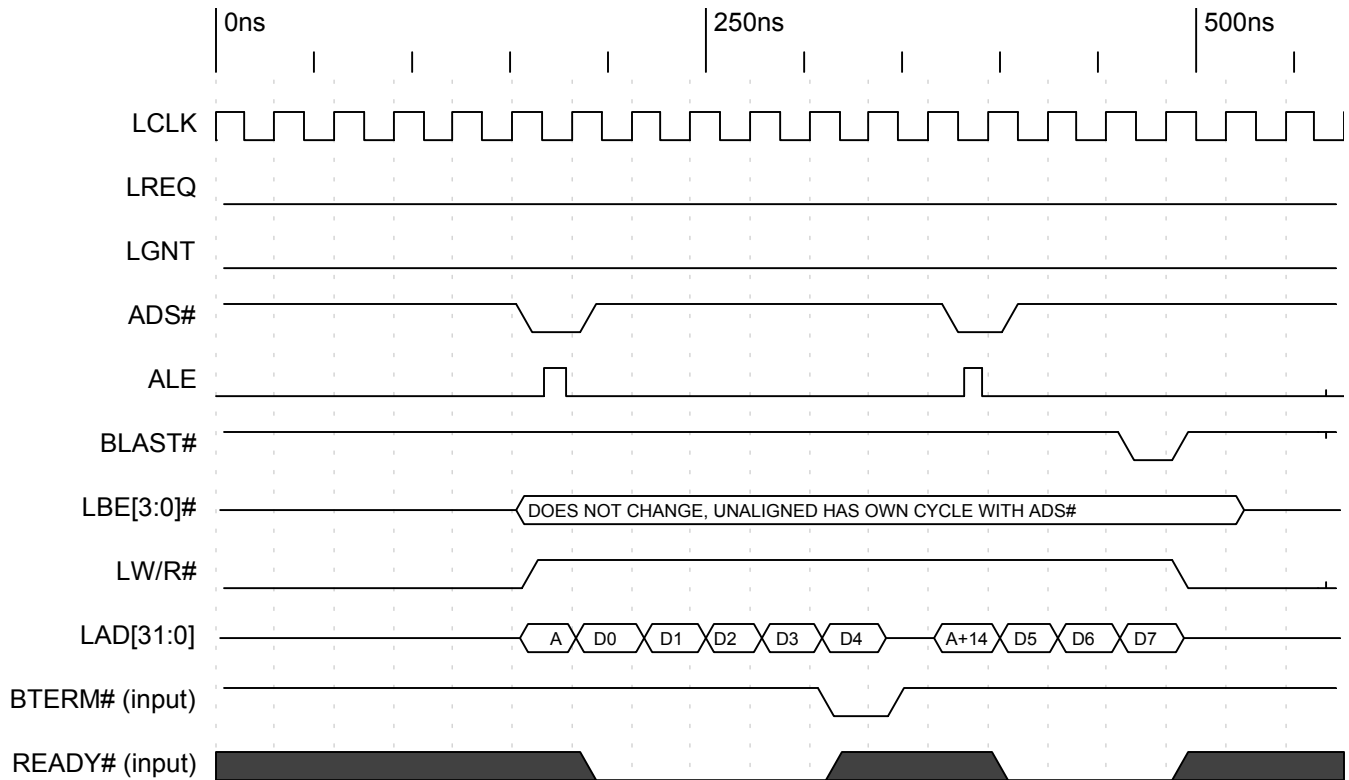 0ns 250ns 500ns
LCLK
LREQ
LGNT
ADS#
ALE
BLAST#
LBE[3:0]# DOES NOT CHANGE, UNALIGNED HAS OWN CYCLE WITH ADS#
LW/R#
LAD[31:0] A D0 D1 D2 D3 D4 A+14 D5 D6 D7
BTERM# (input)
READY# (input)